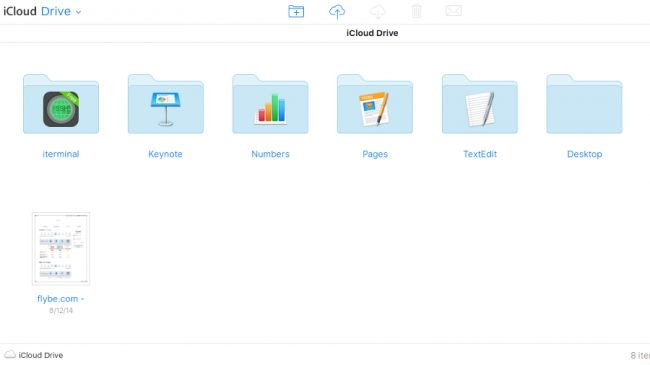 iCloud Drive
iCloud Drive
iterminal
Keynote
Numbers
Pages
TextEdit
Desktop
flybe.com -
8/12/14
iCloud Drive
8 ite